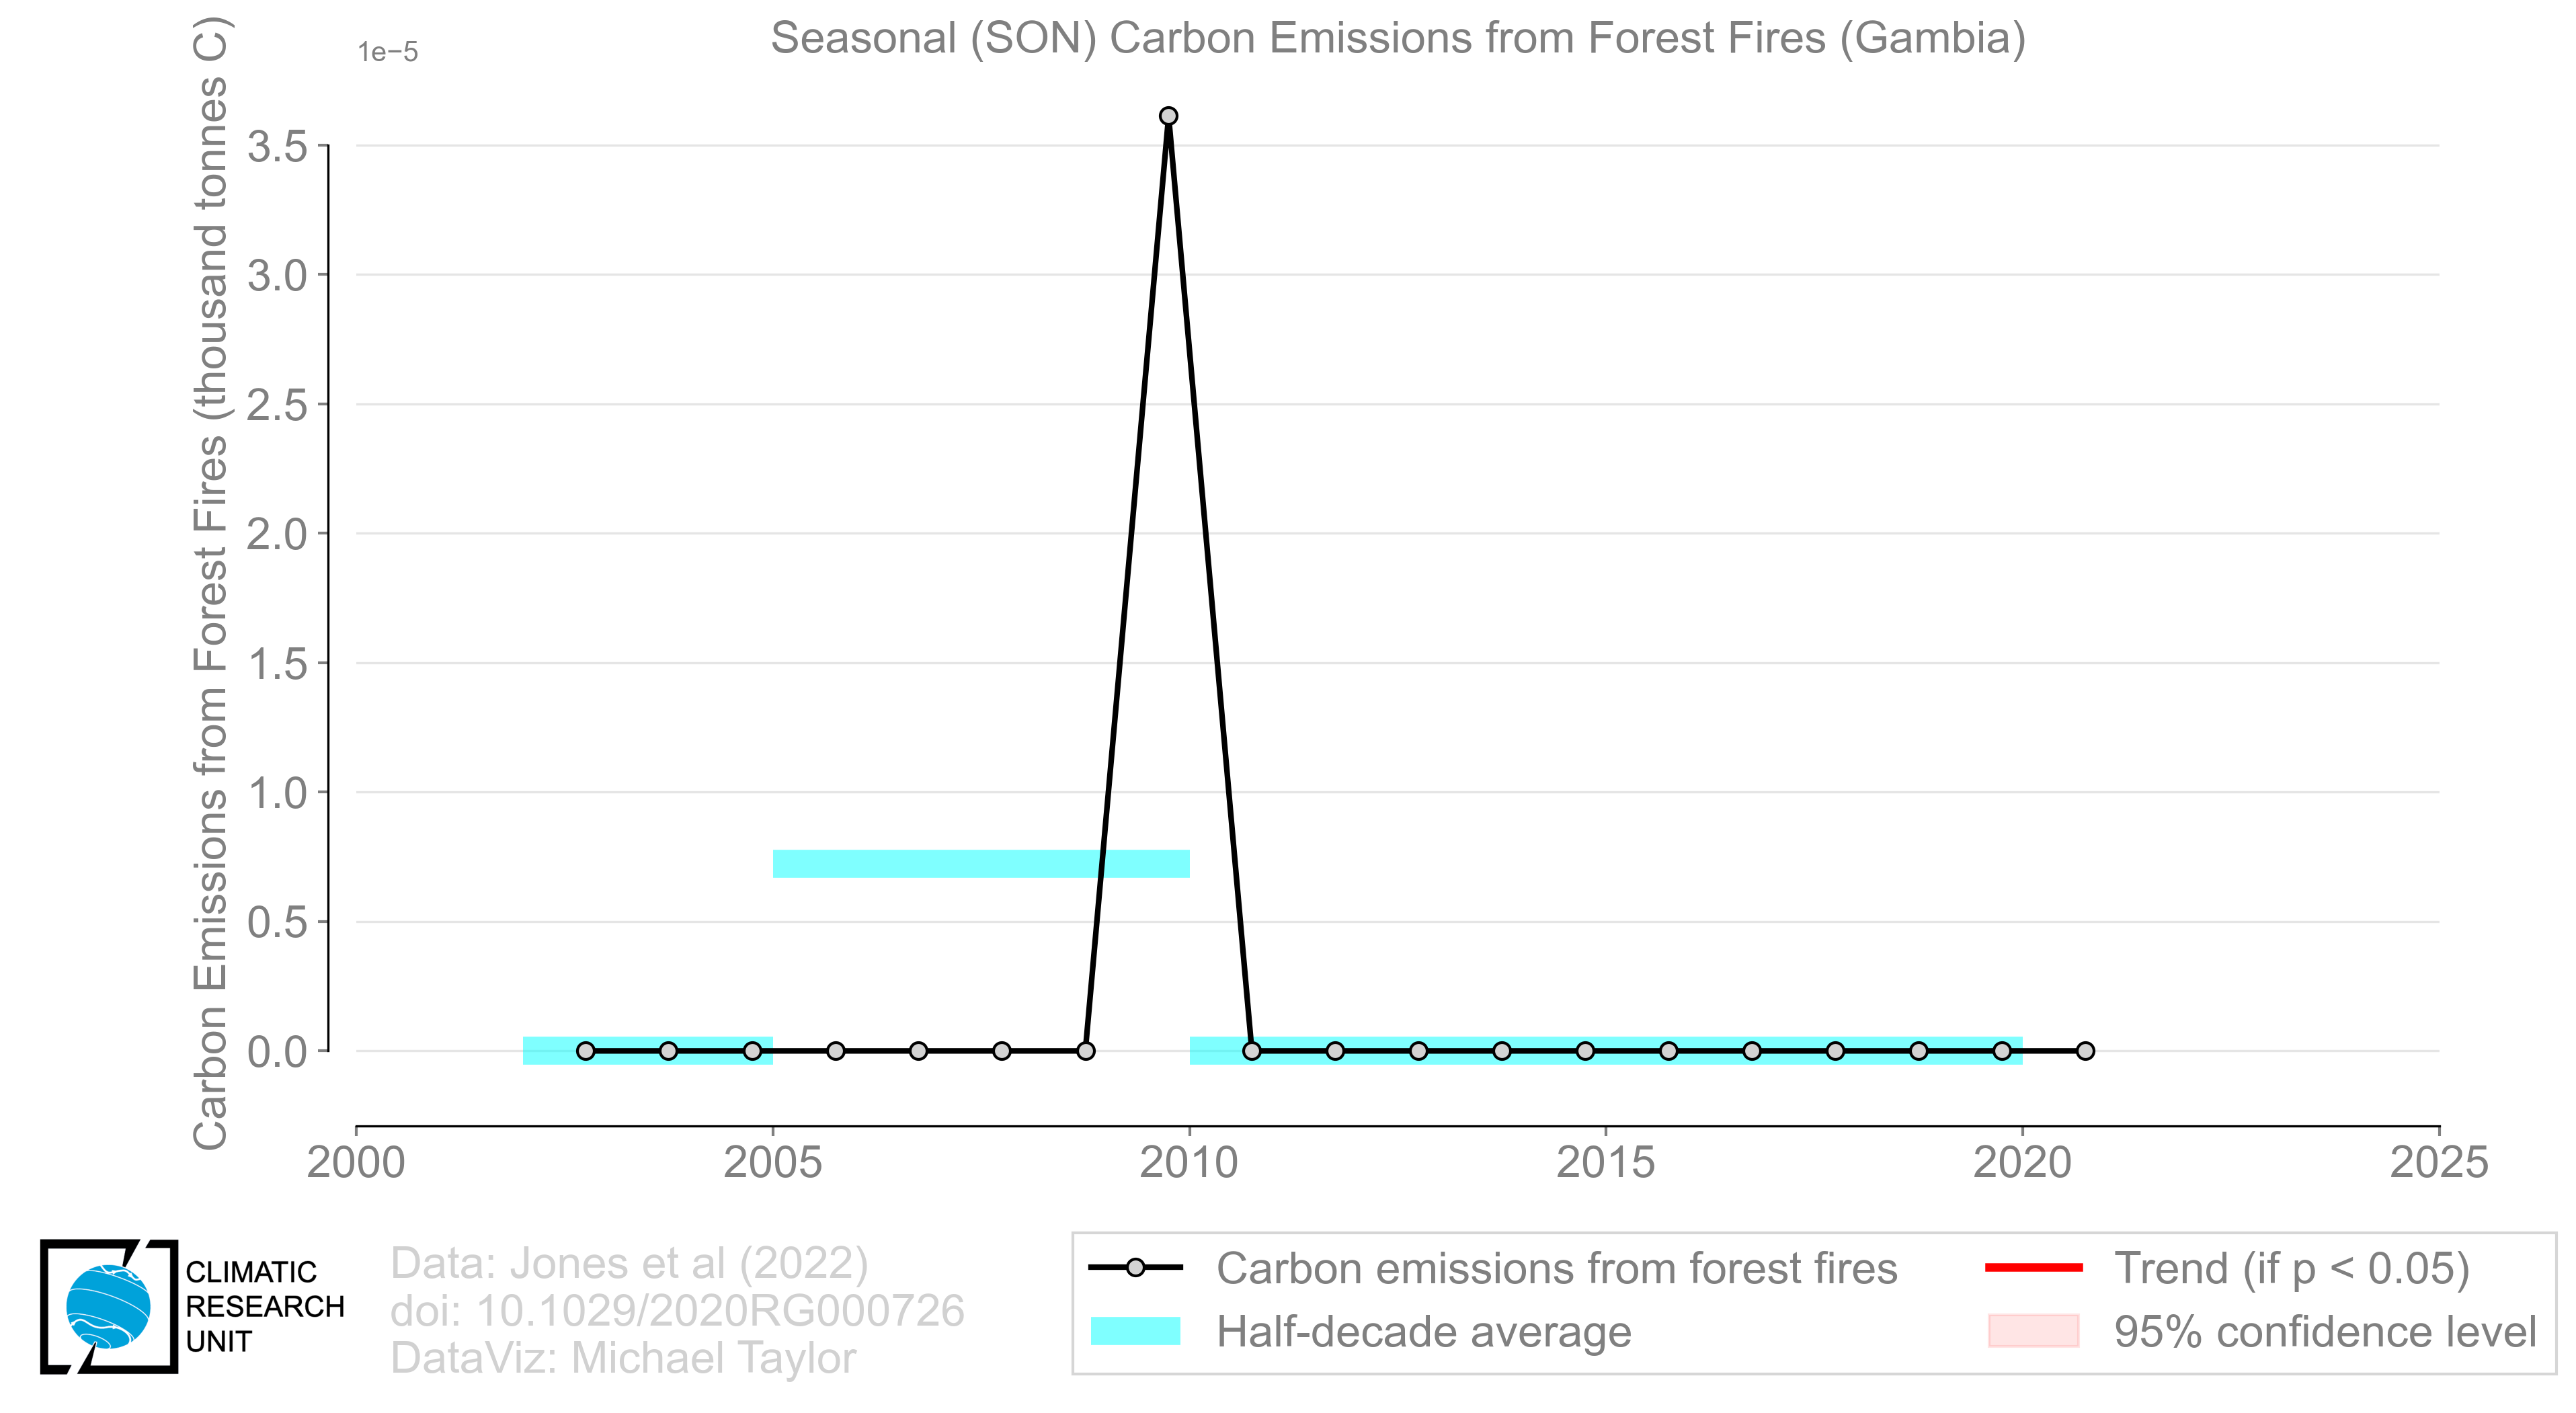 Seasonal (SON) Carbon Emissions from Forest Fires (Gambia)
1e−5
Carbon Emissions from Forest Fires (thousand tonnes C)
3.5
3.0
2.5
2.0
1.5
1.0
0.5
0.0
2000
2005
2010
2015
2020
2025
CLIMATIC
RESEARCH
UNIT
Data: Jones et al (2022)
doi: 10.1029/2020RG000726
DataViz: Michael Taylor
Carbon emissions from forest fires
Half-decade average
Trend (if p < 0.05)
95% confidence level